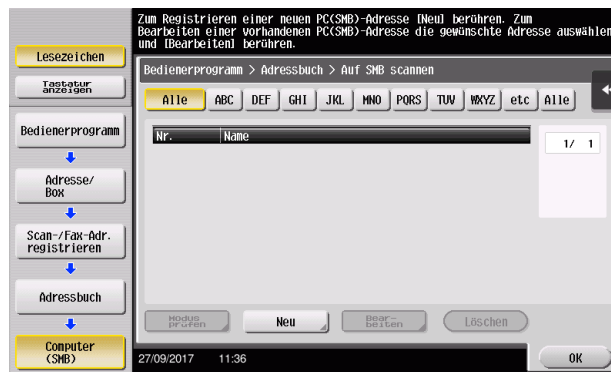 Zum Registrieren einer neuen PC(SMB)-Adresse [Neu] berühren. Zum
Bearbeiten einer vorhandenen PC(SMB)-Adresse die gewünschte Adresse auswählen
und [Bearbeiten] berühren.
Lesezeichen
Tastatur
anzeigen
Bedienerprogramm
Adresse/
Box
Scan-/Fax-Adr.
registrieren
Adressbuch
Computer
(SMB)
Bedienerprogramm > Adressbuch > Auf SMB scannen
Alle ABC DEF GHI JKL MNO PQRS TUV WXYZ etc Alle
Nr. Name
1/ 1
Modus
prüfen
Neu
Bear-
beiten
Löschen
27/09/2017 11:36
OK